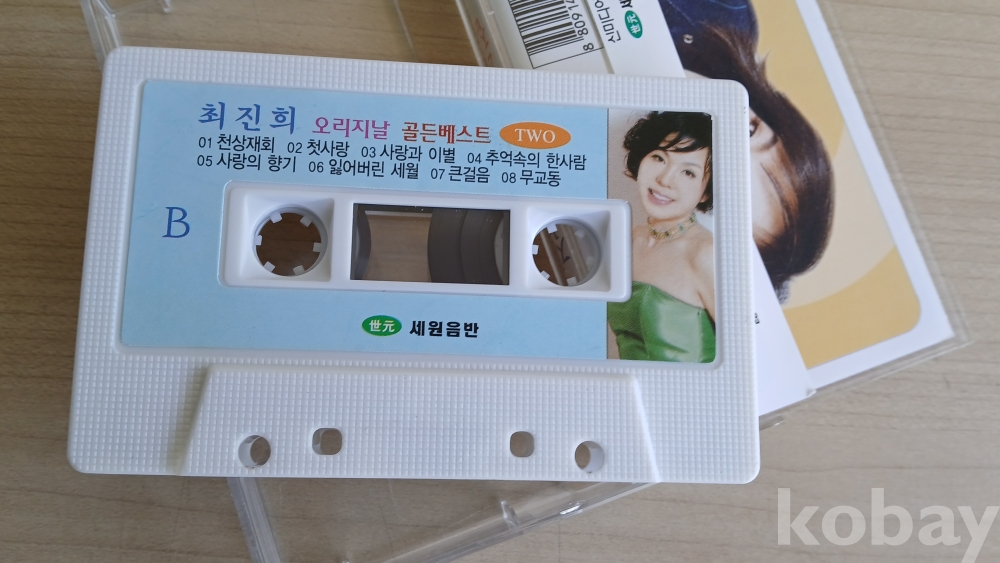 최진희 오리지날 골든베스트 TWO
01 천상재회 02 첫사랑 03 사랑과 이별 04 추억속의 한사람
05 사랑의 향기 06 잃어버린 세월 07 큰걸음 08 무교동
B
世元 세원음반
世元
kobay